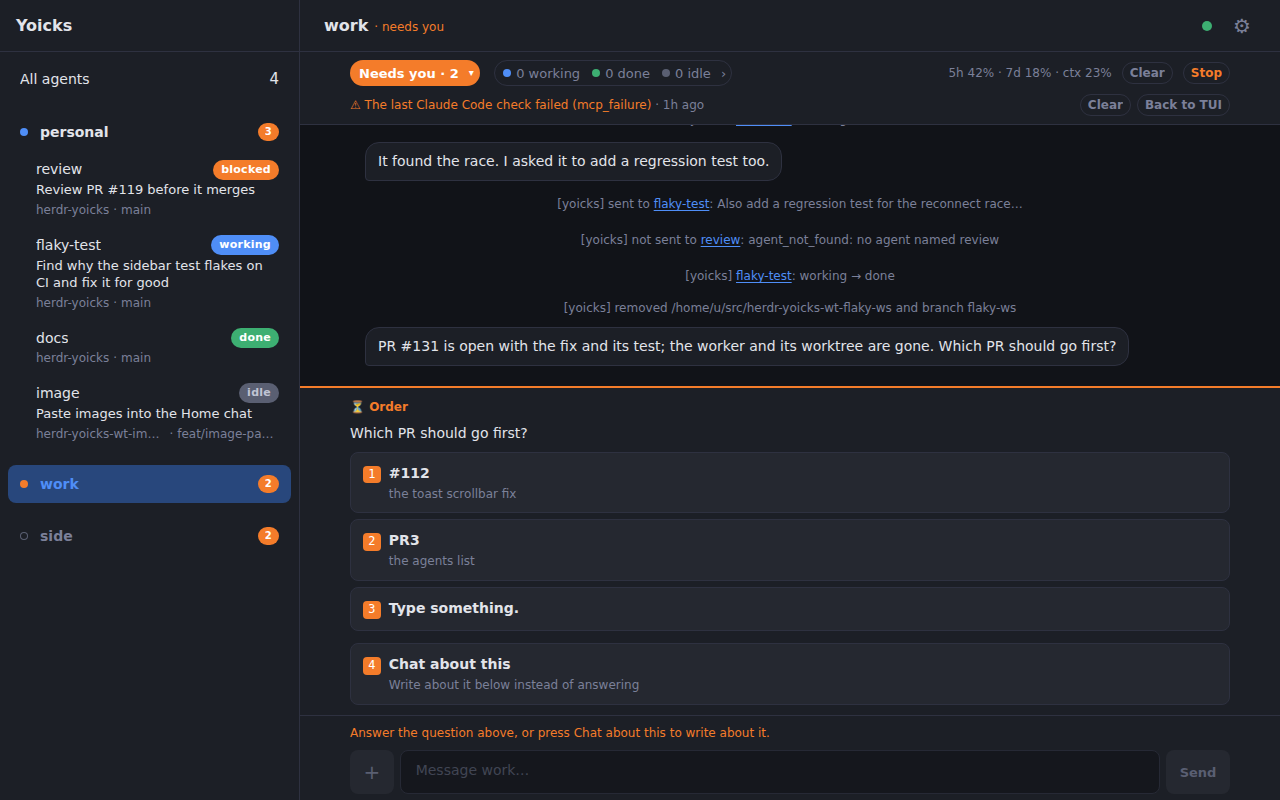 Yoicks
All agents 4
personal 3
review blocked
Review PR #119 before it merges
herdr-yoicks · main
flaky-test working
Find why the sidebar test flakes on
CI and fix it for good
herdr-yoicks · main
docs done
herdr-yoicks · main
image idle
Paste images into the Home chat
herdr-yoicks-wt-im… · feat/image-pa…
work 2
side 2
work · needs you
Needs you · 2 ▾ 0 working 0 done 0 idle › 5h 42% · 7d 18% · ctx 23% Clear Stop
⚠ The last Claude Code check failed (mcp_failure) · 1h ago Clear Back to TUI
It found the race. I asked it to add a regression test too.
[yoicks] sent to flaky-test: Also add a regression test for the reconnect race…
[yoicks] not sent to review: agent_not_found: no agent named review
[yoicks] flaky-test: working → done
[yoicks] removed /home/u/src/herdr-yoicks-wt-flaky-ws and branch flaky-ws
PR #131 is open with the fix and its test; the worker and its worktree are gone. Which PR should go first?
⏳ Order
Which PR should go first?
1 #112
the toast scrollbar fix
2 PR3
the agents list
3 Type something.
4 Chat about this
Write about it below instead of answering
Answer the question above, or press Chat about this to write about it.
+ Message work… Send